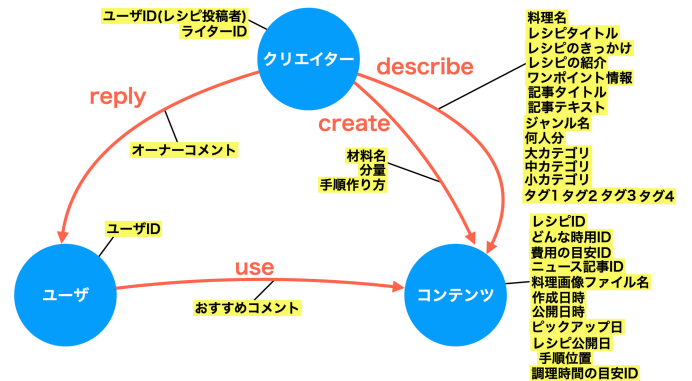 ユーザID(レシピ投稿者)
ライターID
クリエイター
料理名
レシピタイトル
レシピのきっかけ
レシピの紹介
ワンポイント情報
記事タイトル
記事テキスト
ジャンル名
何人分
大カテゴリ
中カテゴリ
小カテゴリ
タグ1 タグ2 タグ3 タグ4
describe
reply
create
オーナーコメント
材料名
分量
手順作り方
ユーザID
ユーザ
use
おすすめコメント
コンテンツ
レシピID
どんな時用ID
費用の目安ID
ニュース記事ID
料理画像ファイル名
作成日時
公開日時
ピックアップ日
レシピ公開日
手順位置
調理時間の目安ID